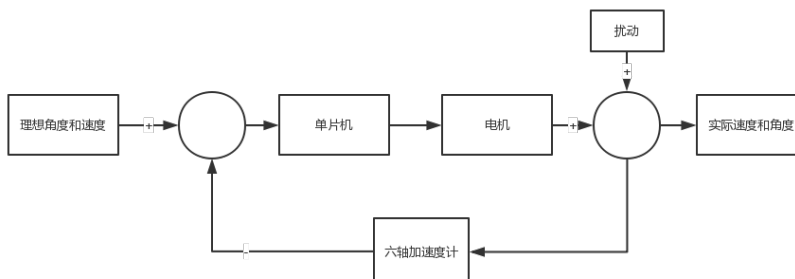 扰动
+
理想角度和速度
+
单片机
电机
+
实际速度和角度
六轴加速度计
-